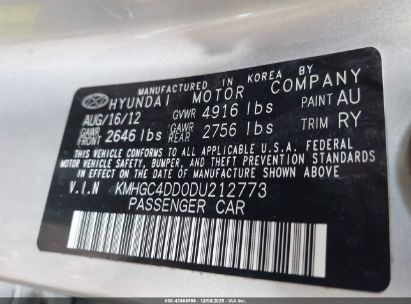 MANUFACTURED IN KOREA BY
HYUNDAI MOTOR COMPANY
AUG/16/12 GVWR 4916 lbs PAINT AU
GAWR FRONT 2646 lbs GAWR REAR 2756 lbs TRIM RY
THIS VEHICLE CONFORMS TO ALL APPLICABLE FEDERAL
MOTOR VEHICLE SAFETY, BUMPER, AND THEFT PREVENTION STANDARDS
IN EFFECT ON THE DATE OF MANUFACTURE SHOWN ABOVE.
V.I.N KMHGC4DD0DU212773
PASSENGER CAR